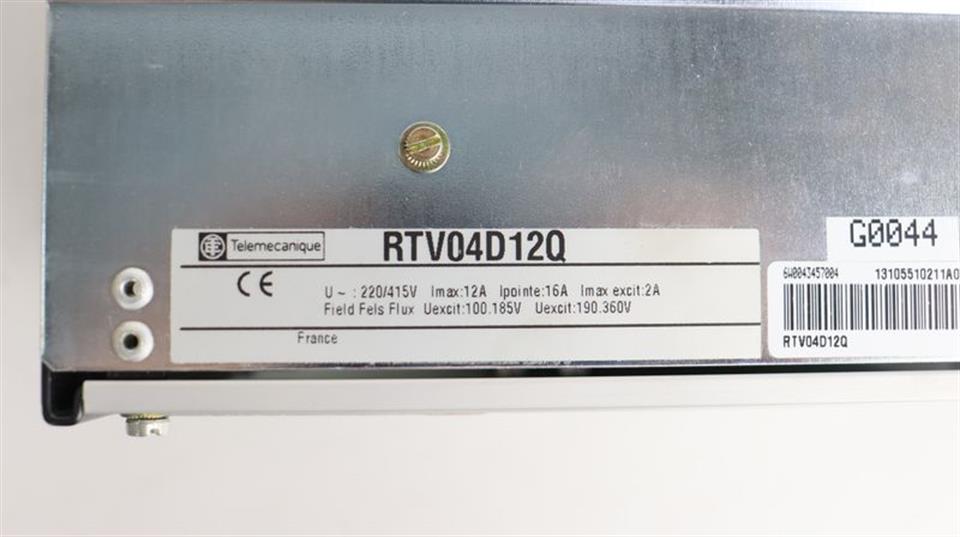 Telemecanique
RTV04D12Q
CE
U ~ : 220/415V Imax:12A Ipointe:16A Imax excit:2A
Field Fels Flux Uexcit:100.185V Uexcit:190.360V
France
G0044
6W0043457004 13105510211A0
RTV04D12Q